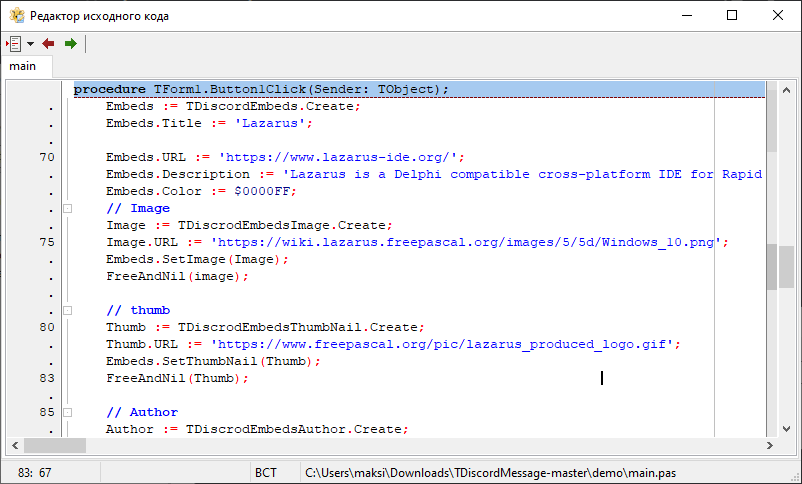 Редактор исходного кода
main
procedure TForm1.Button1Click(Sender: TObject);
. Embeds := TDiscordEmbeds.Create;
. Embeds.Title := 'Lazarus';
.
70 Embeds.URL := 'https://www.lazarus-ide.org/';
. Embeds.Description := 'Lazarus is a Delphi compatible cross-platform IDE for Rapid
. Embeds.Color := $0000FF;
. // Image
. Image := TDiscrodEmbedsImage.Create;
75 Image.URL := 'https://wiki.lazarus.freepascal.org/images/5/5d/Windows_10.png';
. Embeds.SetImage(Image);
. FreeAndNil(image);
.
. // thumb
80 Thumb := TDiscrodEmbedsThumbNail.Create;
. Thumb.URL := 'https://www.freepascal.org/pic/lazarus_produced_logo.gif';
. Embeds.SetThumbNail(Thumb);
83 FreeAndNil(Thumb);
.
85 // Author
. Author := TDiscrodEmbedsAuthor.Create;
83: 67 ВСТ C:\Users\maksi\Downloads\TDiscordMessage-master\demo\main.pas